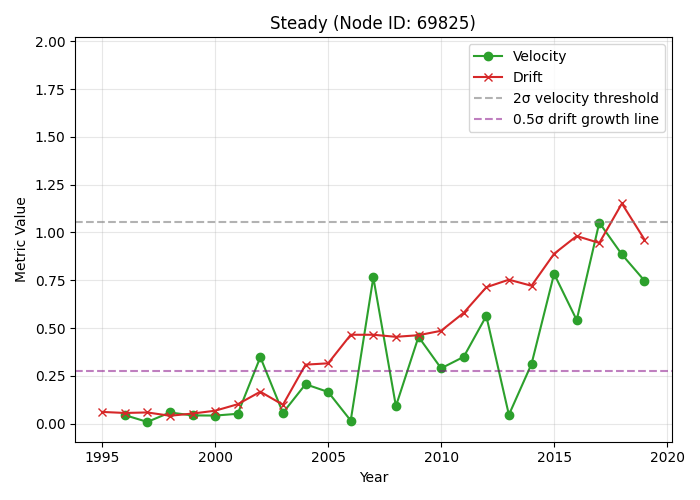 Steady (Node ID: 69825)
2.00
1.75
1.50
1.25
1.00
0.75
0.50
0.25
0.00
Metric Value
Velocity
Drift
2σ velocity threshold
0.5σ drift growth line
1995
2000
2005
2010
2015
2020
Year